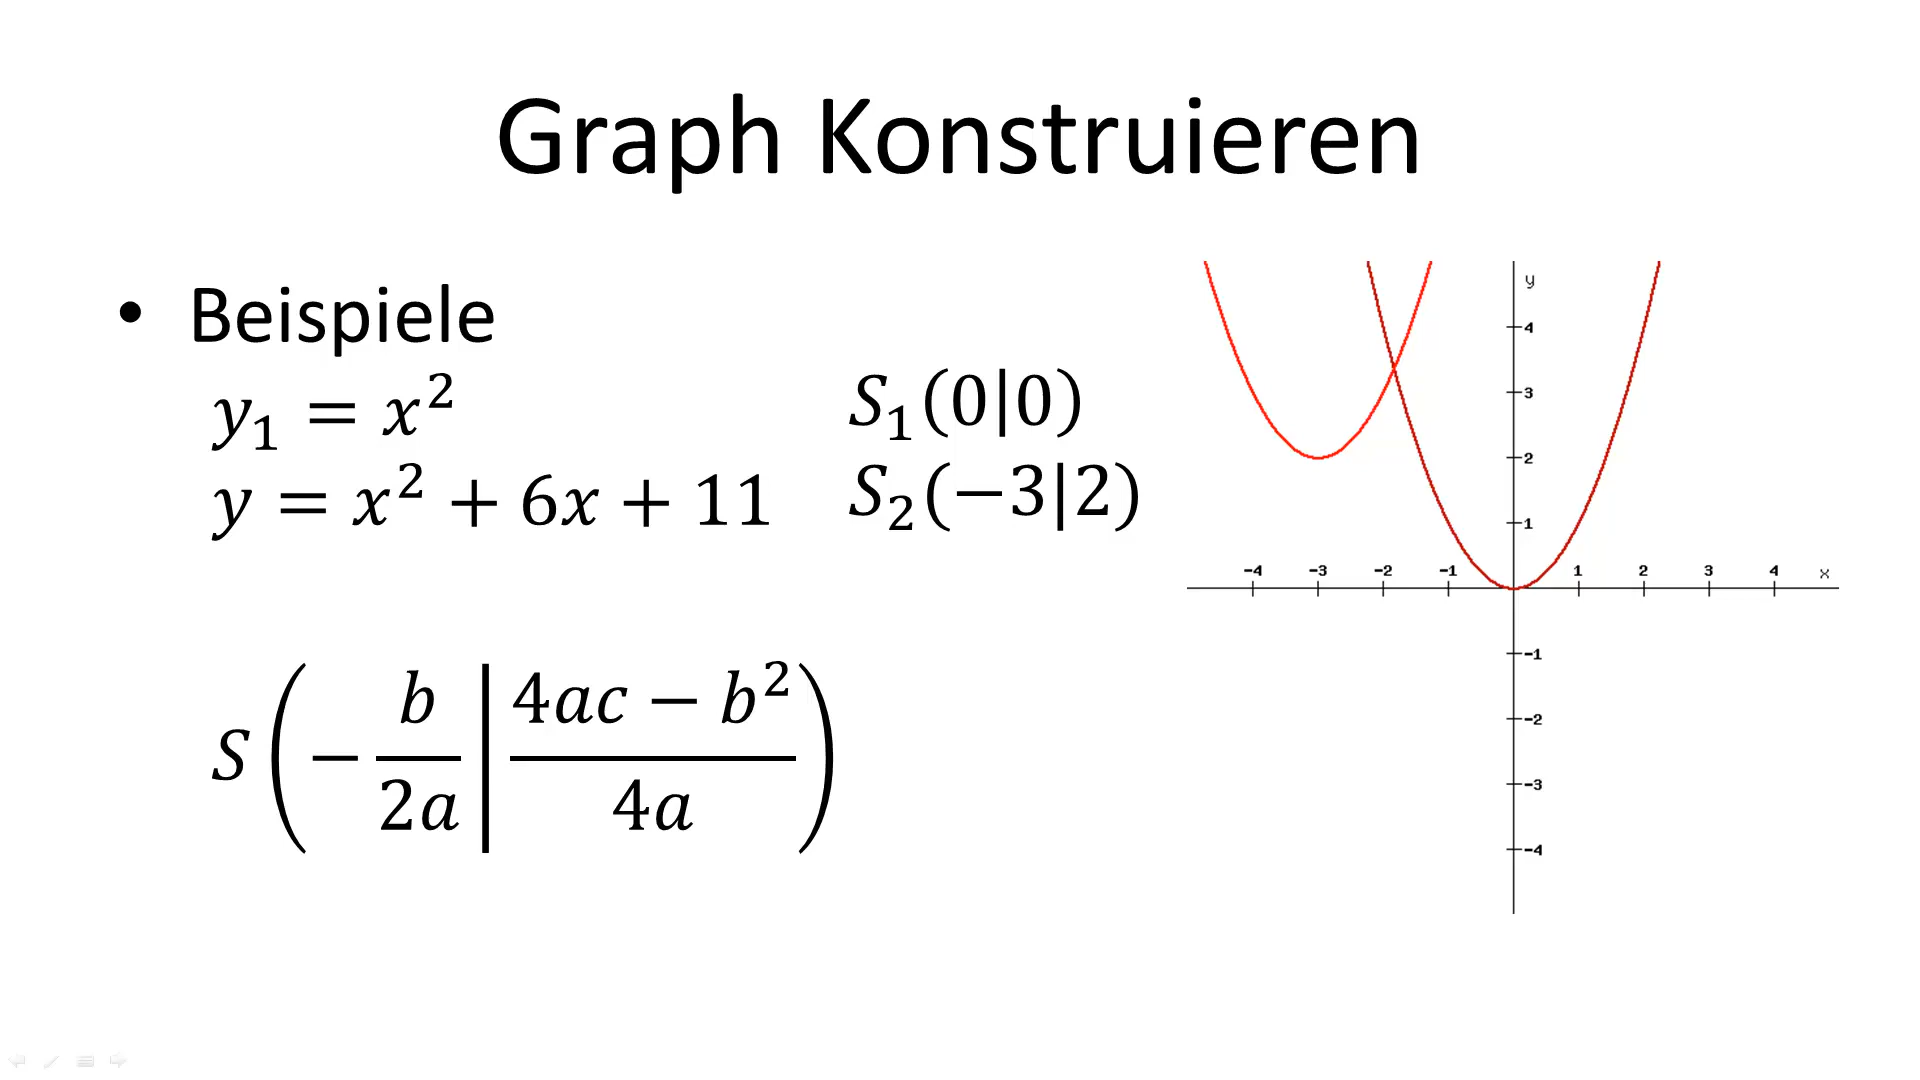 Graph Konstruieren
• Beispiele
y₁ = x²
S₁(0|0)
y = x² + 6x + 11
S₂(−3|2)
S(−b/2a | (4ac − b²)/4a)
y
4
3
2
1
-4 -3 -2 -1 1 2 3 4 x
-1
-2
-3
-4